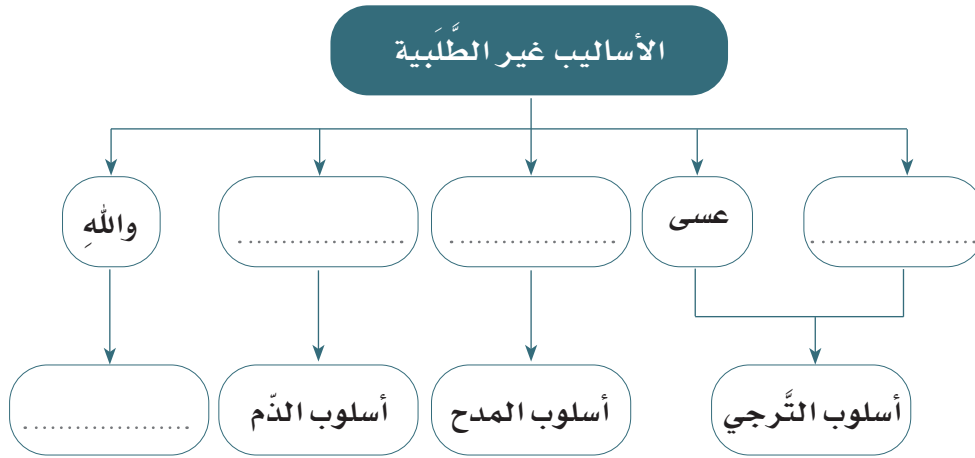 الأساليب غير الطَّلَبية
....................
عسى
....................
....................
واللهِ
أسلوب التَّرجي
أسلوب المدح
أسلوب الذّم
....................